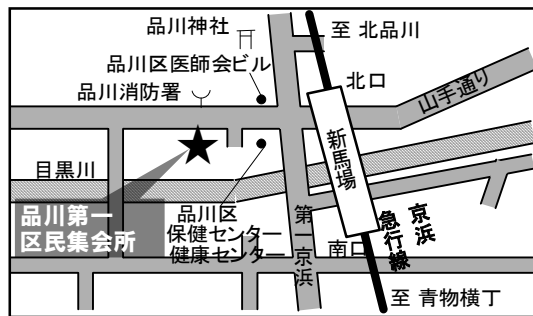 品川神社
至 北品川
品川区医師会ビル
北口
品川消防署
山手通り
新馬場
目黒川
品川第一
区民集会所
品川区
保健センター
健康センター
第一京浜
南口
京浜
急行線
至 青物横丁